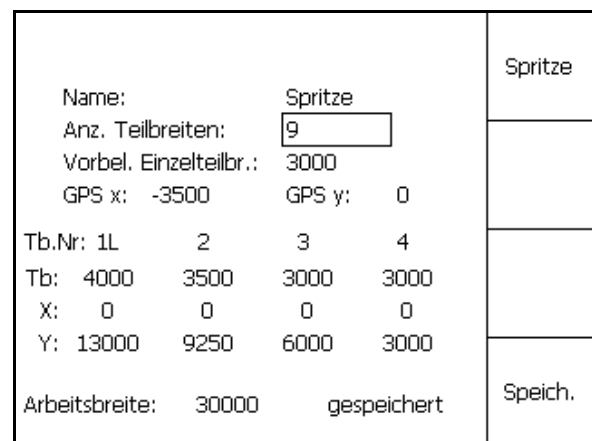 Spritze
Name: Spritze
Anz. Teilbreiten: 9
Vorbel. Einzelteilbr.: 3000
GPS x: -3500 GPS y: 0
Tb.Nr: 1L 2 3 4
Tb: 4000 3500 3000 3000
X: 0 0 0 0
Y: 13000 9250 6000 3000
Arbeitsbreite: 30000 gespeichert
Speich.